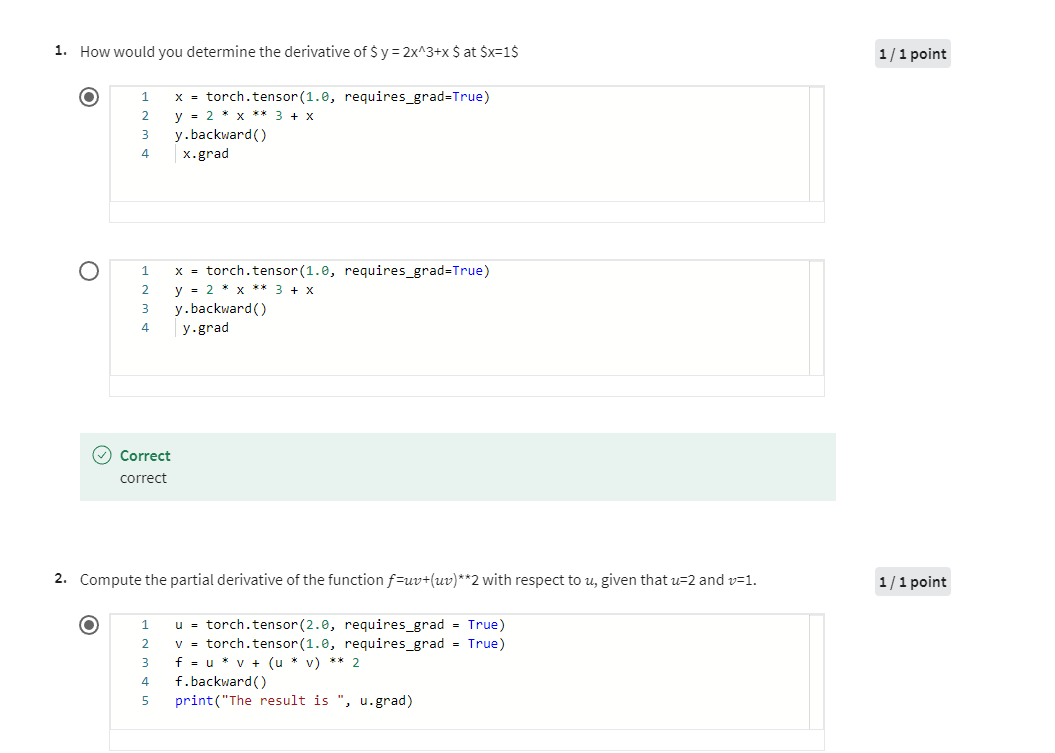 1. How would you determine the derivative of $ y = 2x^3+x $ at $x=1$
1 / 1 point
1 x = torch.tensor(1.0, requires_grad=True)
2 y = 2 * x ** 3 + x
3 y.backward()
4 x.grad
1 x = torch.tensor(1.0, requires_grad=True)
2 y = 2 * x ** 3 + x
3 y.backward()
4 y.grad
Correct
correct
2. Compute the partial derivative of the function f=uv+(uv)**2 with respect to u, given that u=2 and v=1.
1 / 1 point
1 u = torch.tensor(2.0, requires_grad = True)
2 v = torch.tensor(1.0, requires_grad = True)
3 f = u * v + (u * v) ** 2
4 f.backward()
5 print("The result is ", u.grad)